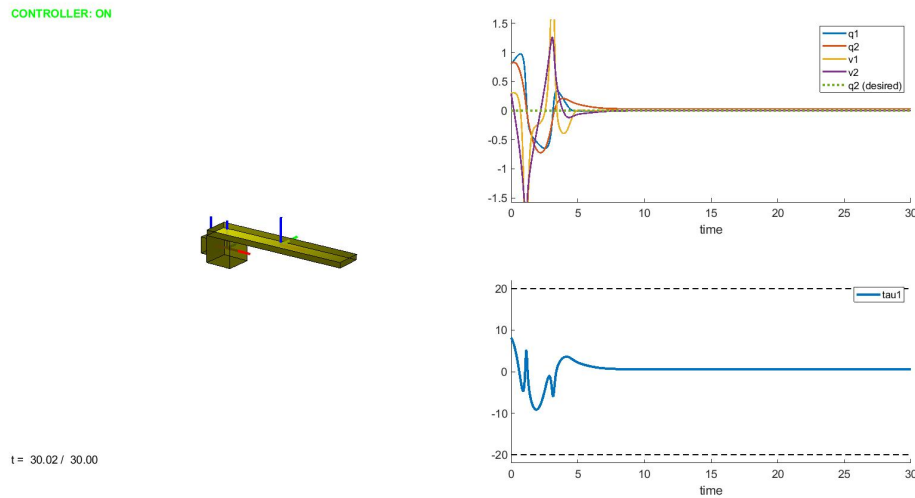 CONTROLLER: ON
1.5
1
0.5
0
-0.5
-1
-1.5
0 5 10 15 20 25 30
time
q1
q2
v1
v2
q2 (desired)
20
10
0
-10
-20
0 5 10 15 20 25 30
time
tau1
t = 30.02 / 30.00